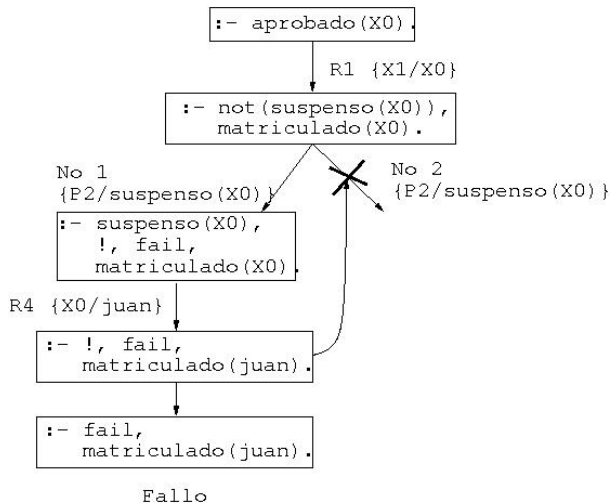 :- aprobado(X0).
R1 {X1/X0}
:- not(suspenso(X0)),
matriculado(X0).
No 1
{P2/suspenso(X0)}
No 2
{P2/suspenso(X0)}
:- suspenso(X0),
!, fail,
matriculado(X0).
R4 {X0/juan}
:- !, fail,
matriculado(juan).
:- fail,
matriculado(juan).
Fallo